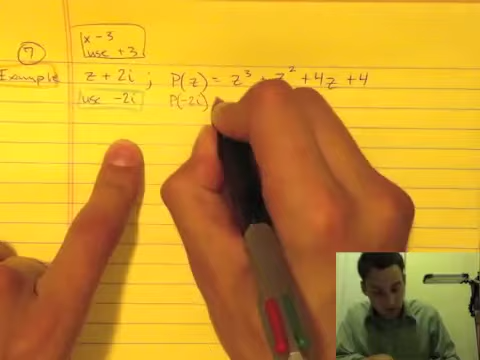 x - 3
use +3
7
Example z + 2i ; P(z) = z³ + z² + 4z + 4
use -2i P(-2i)